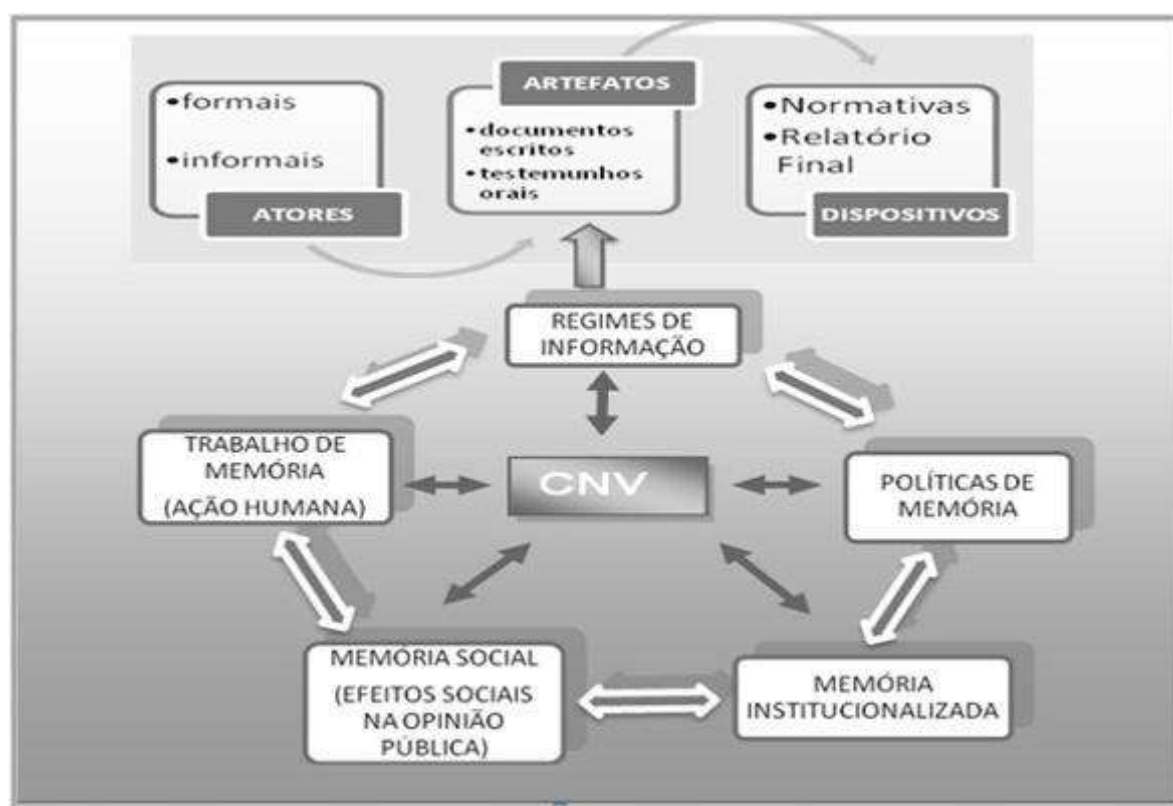 •formais
•informais
ATORES
ARTEFATOS
•documentos
escritos
•testemunhos
orais
•Normativas
•Relatório
Final
DISPOSITIVOS
REGIMES DE
INFORMAÇÃO
TRABALHO DE
MEMÓRIA
(AÇÃO HUMANA)
CNV
POLÍTICAS DE
MEMÓRIA
MEMÓRIA SOCIAL
(EFEITOS SOCIAIS
NA OPINIÃO
PÚBLICA)
MEMÓRIA
INSTITUCIONALIZADA